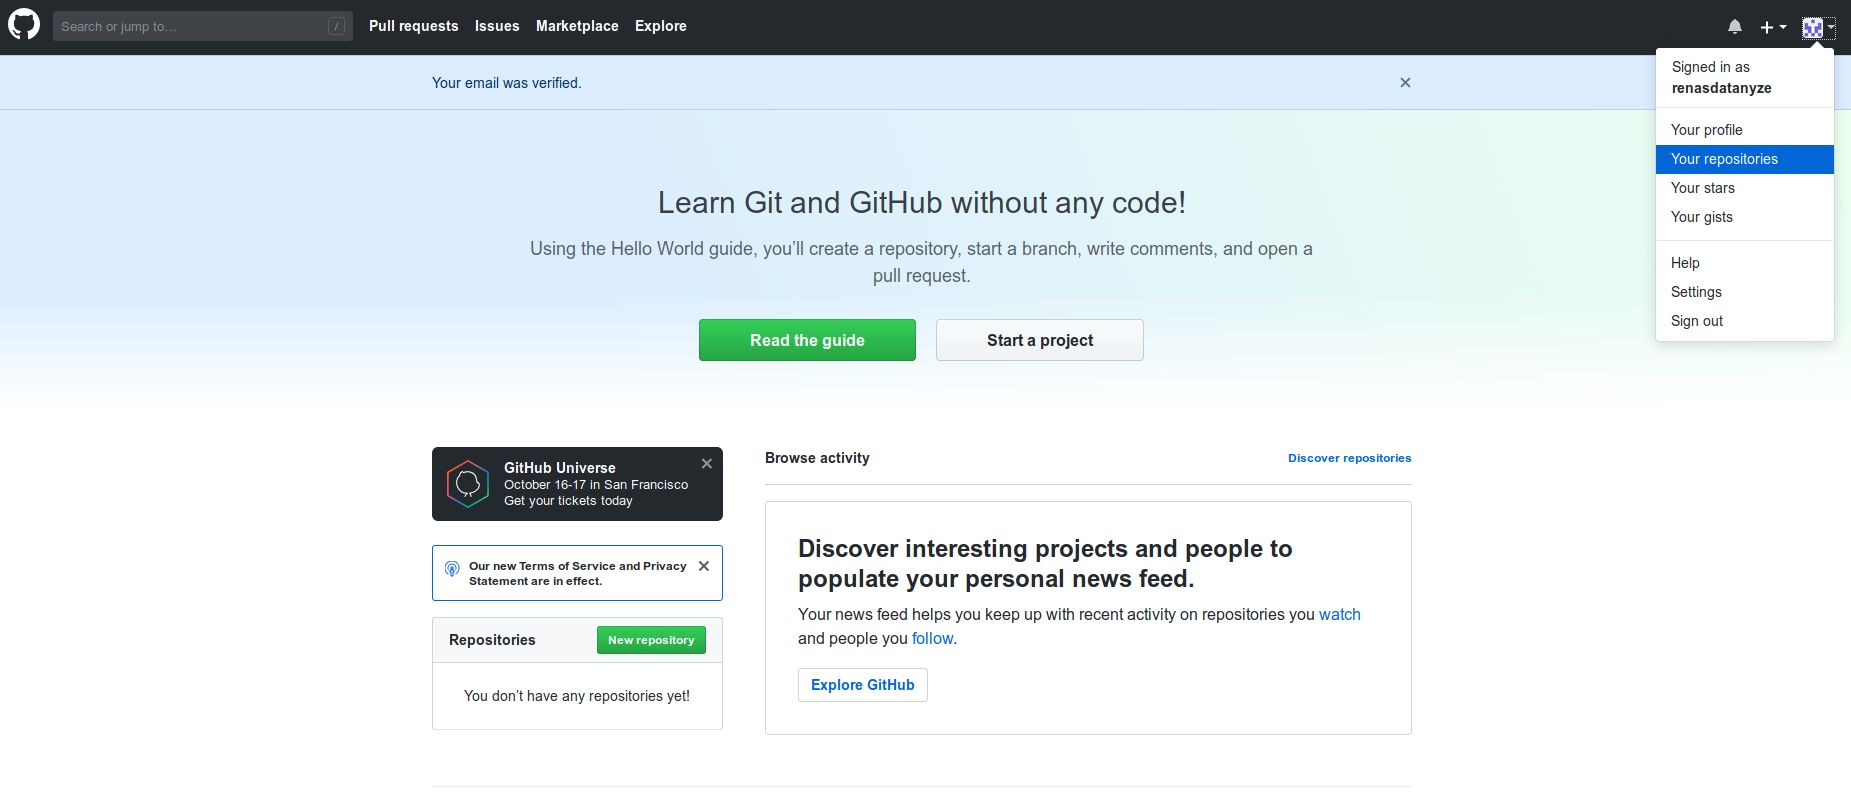 Search or jump to…
/
Pull requests
Issues
Marketplace
Explore
Your email was verified.
Signed in as
renasdatanyze
Your profile
Your repositories
Your stars
Your gists
Help
Settings
Sign out
Learn Git and GitHub without any code!
Using the Hello World guide, you’ll create a repository, start a branch, write comments, and open a
pull request.
Read the guide
Start a project
GitHub Universe
October 16-17 in San Francisco
Get your tickets today
Our new Terms of Service and Privacy
Statement are in effect.
Repositories
New repository
You don’t have any repositories yet!
Browse activity
Discover repositories
Discover interesting projects and people to
populate your personal news feed.
Your news feed helps you keep up with recent activity on repositories you watch
and people you follow.
Explore GitHub